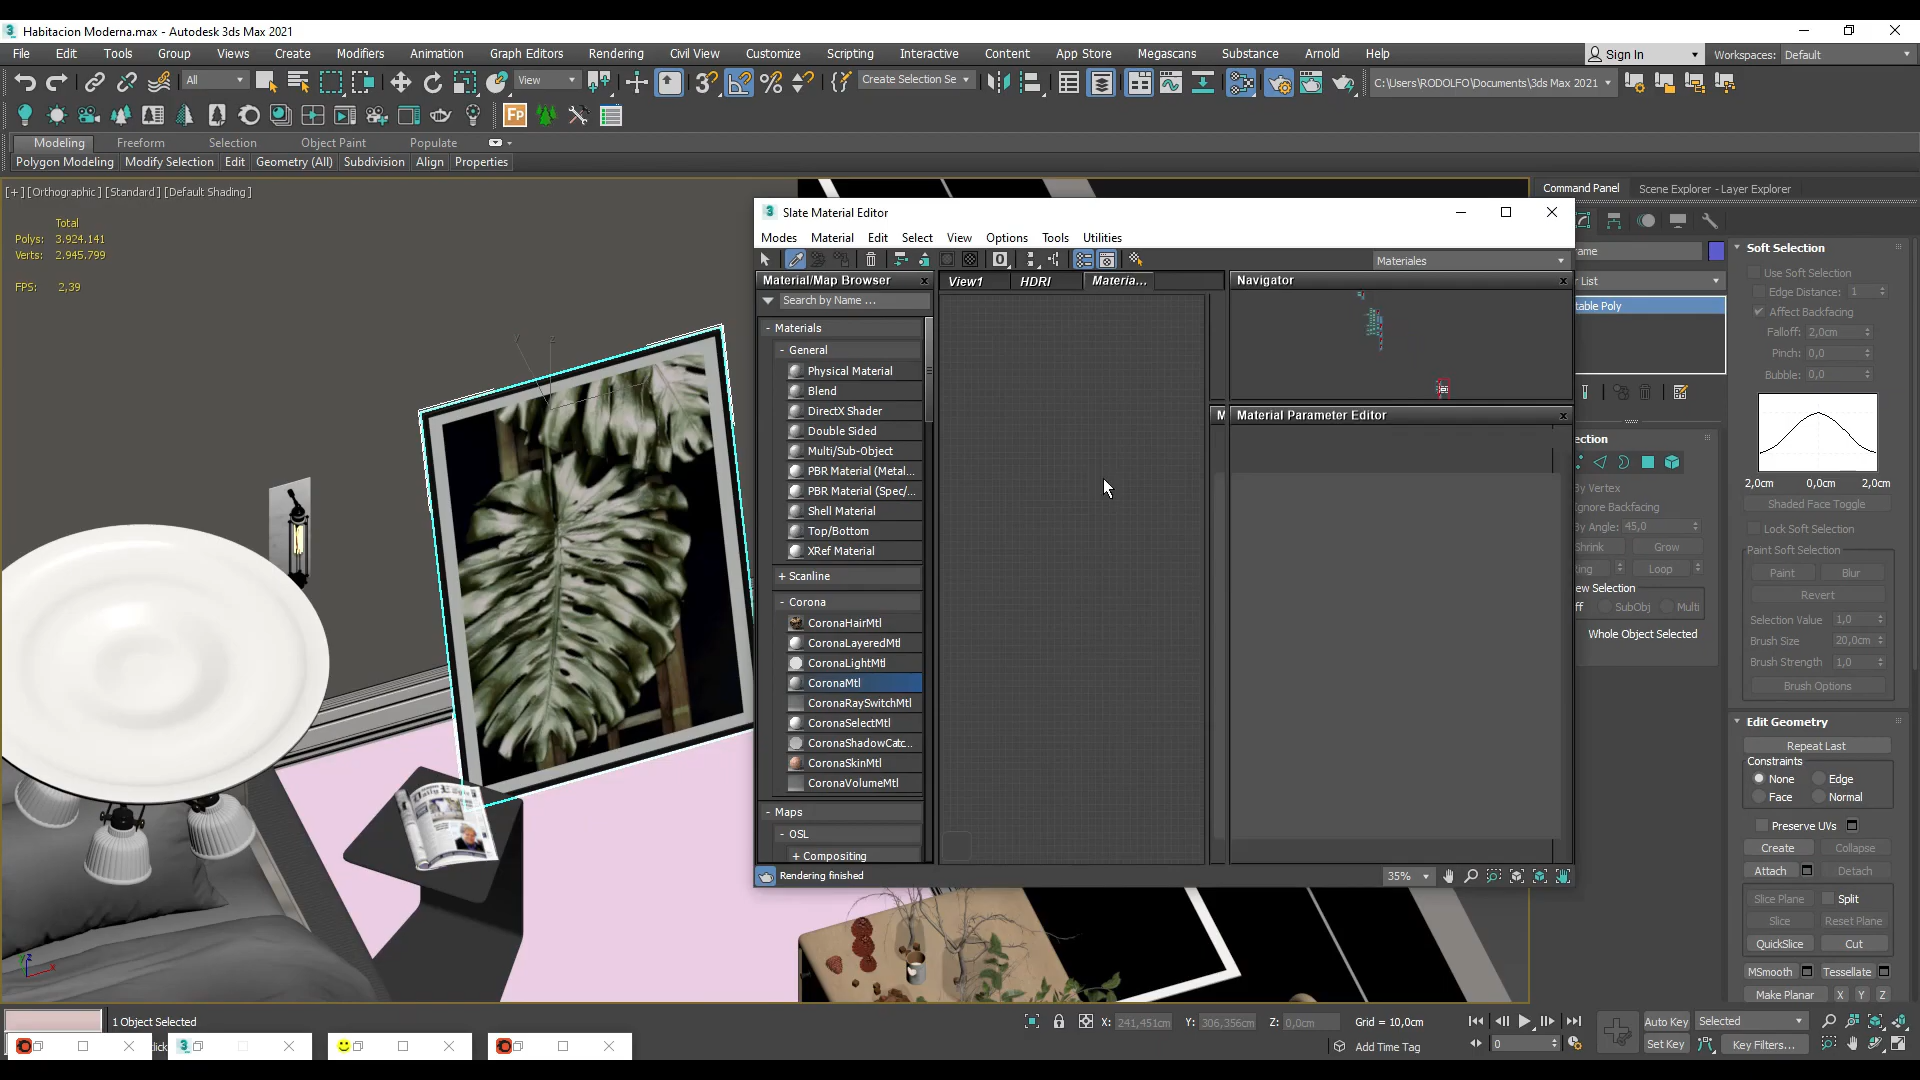 Habitacion Moderna.max - Autodesk 3ds Max 2021
File Edit Tools Group Views Create Modifiers Animation Graph Editors Rendering Civil View Customize Scripting Interactive Content App Store Megascans Substance Arnold Help Sign In Workspaces: Default
All View Create Selection Se C:\Users\RODOLFO\Documents\3ds Max 2021
Modeling Freeform Selection Object Paint Populate
Polygon Modeling Modify Selection Edit Geometry (All) Subdivision Align Properties
[+] [Orthographic] [Standard] [Default Shading]
Total
Polys: 3.924.141
Verts: 2.945.799
FPS: 2,39
Slate Material Editor
Modes Material Edit Select View Options Tools Utilities
Materiales
Material/Map Browser
Search by Name ...
- Materials
- General
Physical Material
Blend
DirectX Shader
Double Sided
Multi/Sub-Object
PBR Material (Metal...
PBR Material (Spec/...
Shell Material
Top/Bottom
XRef Material
+ Scanline
- Corona
CoronaHairMtl
CoronaLayeredMtl
CoronaLightMtl
CoronaMtl
CoronaRaySwitchMtl
CoronaSelectMtl
CoronaShadowCatc...
CoronaSkinMtl
CoronaVolumeMtl
- Maps
- OSL
+ Compositing
View1 HDRI Materia...
Navigator
M Material Parameter Editor
Rendering finished
35%
Command Panel Scene Explorer - Layer Explorer
ame
r List
table Poly
ection
By Vertex
Ignore Backfacing
By Angle: 45,0
Shrink Grow
Ring Loop
ew Selection
ff SubObj Multi
Whole Object Selected
Soft Selection
Use Soft Selection
Edge Distance: 1
Affect Backfacing
Falloff: 2,0cm
Pinch: 0,0
Bubble: 0,0
2,0cm 0,0cm 2,0cm
Shaded Face Toggle
Lock Soft Selection
Paint Soft Selection
Paint Blur
Revert
Selection Value 1,0
Brush Size 20,0cm
Brush Strength 1,0
Brush Options
Edit Geometry
Repeat Last
Constraints
None Edge
Face Normal
Preserve UVs
Create Collapse
Attach Detach
Slice Plane Split
Slice Reset Plane
QuickSlice Cut
MSmooth Tessellate
Make Planar X Y Z
1 Object Selected
X: 241,451cm Y: 306,356cm Z: 0,0cm Grid = 10,0cm
Add Time Tag
0
Auto Key Selected
Set Key Key Filters...